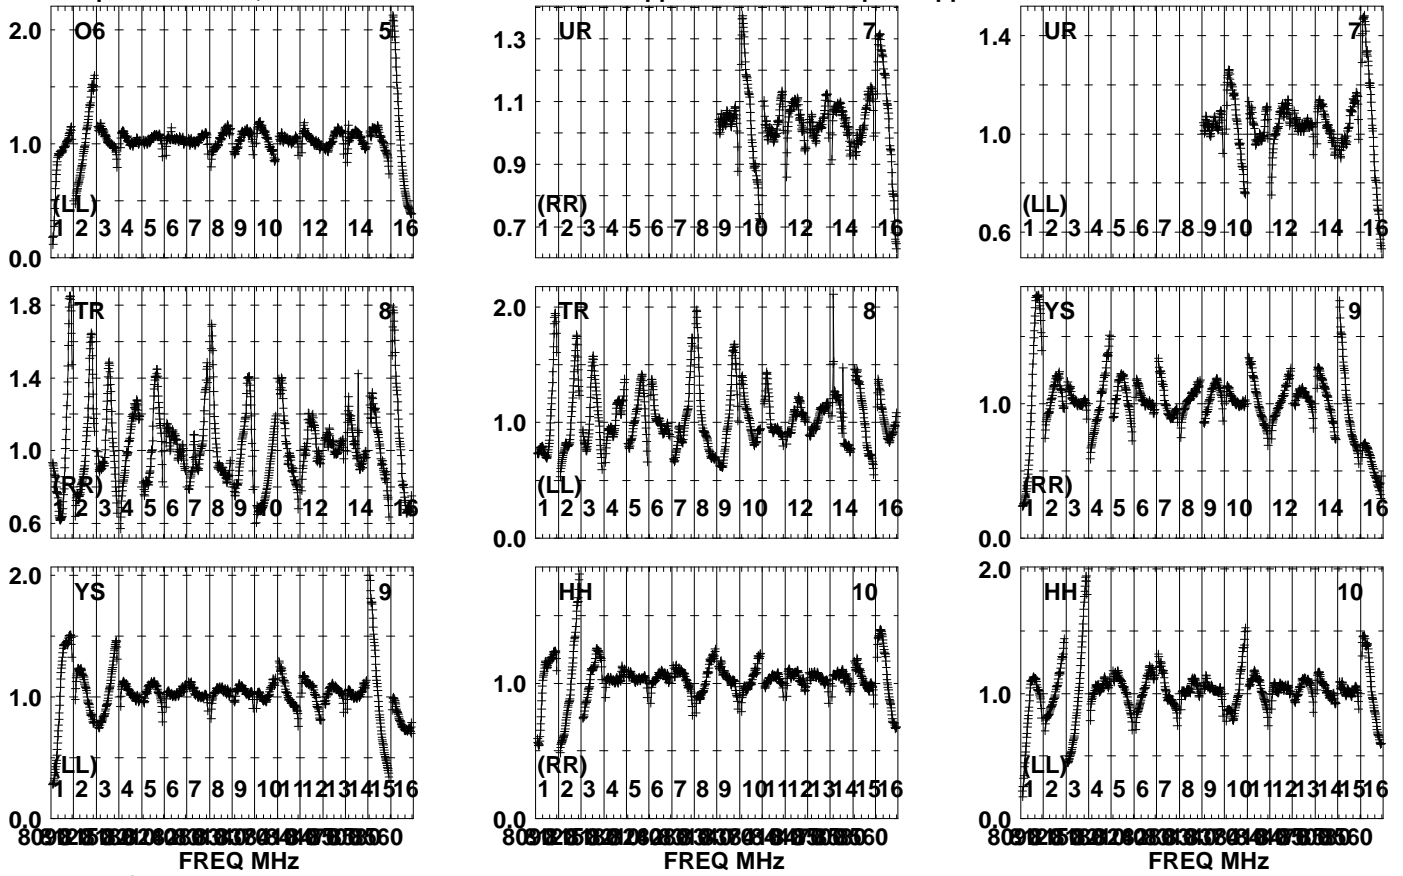 2.0 O6 5
1.0
(LL)
1 2 3 4 5 6 7 8 9 10 12 14 16
0.0
1.3 UR 7
1.1
0.9
(RR)
0.7 1 2 3 4 5 6 7 8 9 10 12 14 16
1.4 UR 7
1.0
(LL)
0.6 1 2 3 4 5 6 7 8 9 10 12 14 16
1.8 TR 8
1.4
1.0
(RR)
0.6 1 2 3 4 5 6 7 8 9 10 12 14 16
2.0 TR 8
1.0
(LL)
1 2 3 4 5 6 7 8 9 10 12 14 16
0.0
YS 9
1.0
(RR)
1 2 3 4 5 6 7 8 9 10 12 14 16
0.0
2.0 YS 9
1.0
(LL)
1 2 3 4 5 6 7 8 9 10 11 12 13 14 15 16
0.0
FREQ MHz
HH 10
1.0
(RR)
1 2 3 4 5 6 7 8 9 10 11 12 13 14 15 16
0.0
FREQ MHz
2.0 HH 10
1.0
(LL)
1 2 3 4 5 6 7 8 9 10 11 12 13 14 15 16
0.0
FREQ MHz